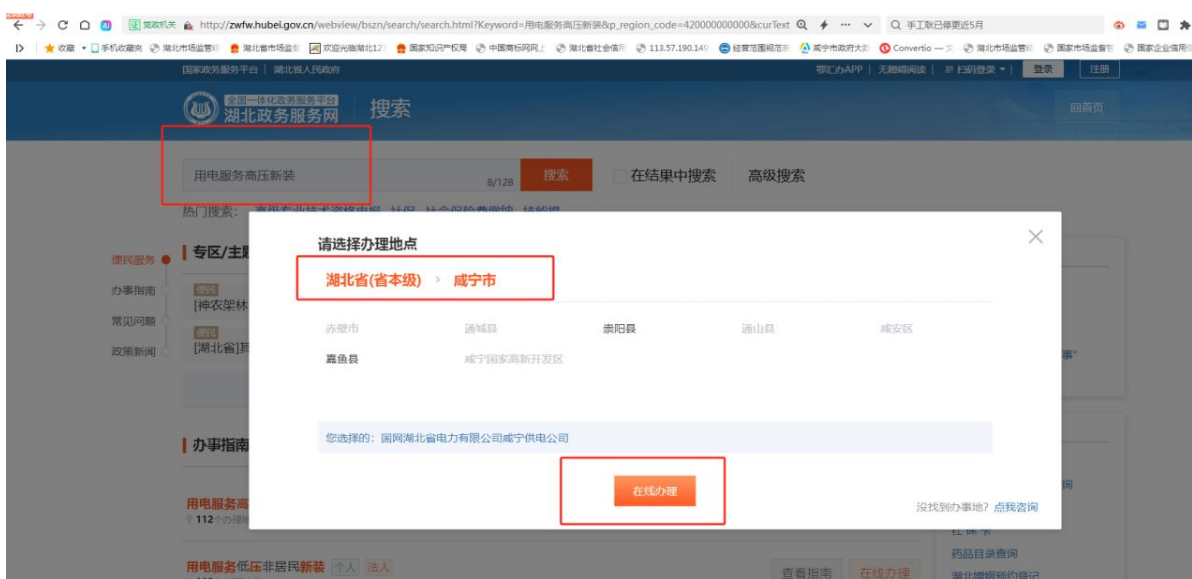 党政机关 http://zwfw.hubei.gov.cn/webview/bszn/search/search.html?Keyword=用电服务高压新装&p_region_code=420000000000&curText
手工耿已停更近5月
收藏 手机收藏夹 湖北市场监管 湖北省市场监管 欢迎光临湖北12 国家知识产权局 中国商标网网上 湖北省社会信用 113.57.190.149 经营范围规范 咸宁市政府大 Convertio — 文 湖北市场监管 国家市场监督管 国家企业信用
国家政务服务平台 | 湖北省人民政府
鄂汇办APP | 无障碍阅读 | 扫码登录 | 登录 注册
全国一体化政务服务平台
湖北政务服务网 搜索
回首页
用电服务高压新装
8/128 搜索 在结果中搜索 高级搜索
热门搜索:
请选择办理地点
湖北省(省本级) > 咸宁市
赤壁市 通城县 崇阳县 通山县 咸安区
嘉鱼县 咸宁国家高新开发区
您选择的：国网湖北省电力有限公司咸宁供电公司
在线办理
没找到办事地？点我咨询
便民服务
办事指南
常见问题
政策新闻
专区/主题
便民
[神农架林
便民
[湖北省]
事"
办事指南
用电服务高
112个办理地
用电服务低压非居民新装 个人 法人
查看指南 在线办理
询
社保卡
药品目录查询
湖北婚姻预约登记